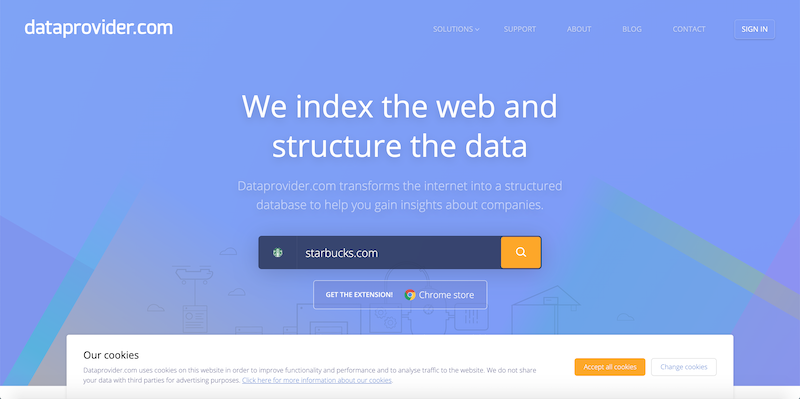 dataprovider.com
SOLUTIONS
SUPPORT
ABOUT
BLOG
CONTACT
SIGN IN
We index the web and
structure the data
Dataprovider.com transforms the internet into a structured
database to help you gain insights about companies.
starbucks.com
GET THE EXTENSION!
Chrome store
Our cookies
Dataprovider.com uses cookies on this website in order to improve functionality and performance and to analyse traffic to the website. We do not share
your data with third parties for advertising purposes. Click here for more information about our cookies.
Accept all cookies
Change cookies